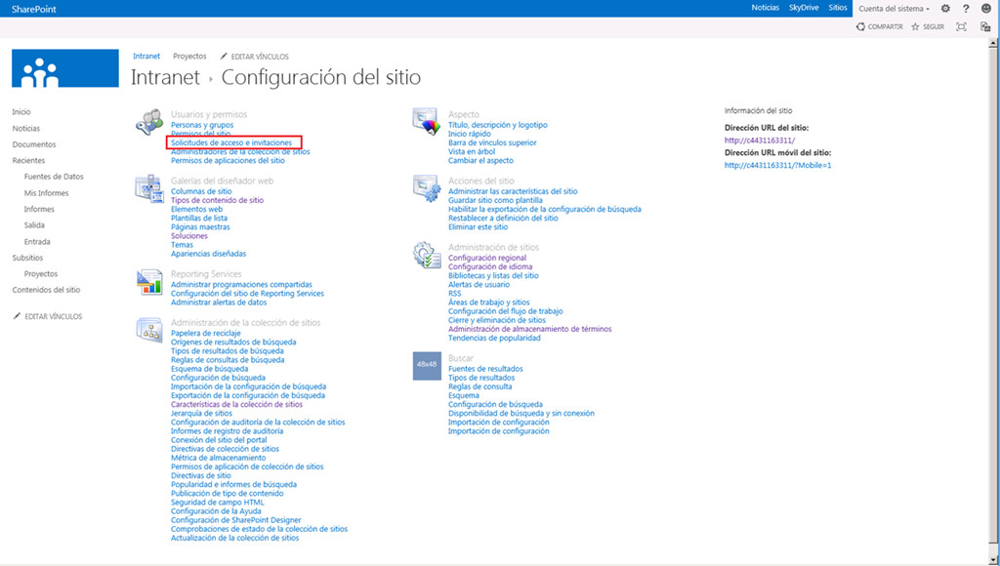 SharePoint
Noticias SkyDrive Sitios Cuenta del sistema ?
COMPARTIR SEGUIR
Intranet Proyectos EDITAR VÍNCULOS
Intranet Configuración del sitio
Inicio
Noticias
Documentos
Recientes
Fuentes de Datos
Mis Informes
Informes
Salida
Entrada
Subsitios
Proyectos
Contenidos del sitio
EDITAR VÍNCULOS
Usuarios y permisos
Personas y grupos
Permisos del sitio
Solicitudes de acceso e invitaciones
Administradores de la colección de sitios
Permisos de aplicaciones del sitio
Galerías del diseñador web
Columnas de sitio
Tipos de contenido de sitio
Elementos web
Plantillas de lista
Páginas maestras
Soluciones
Temas
Apariencias diseñadas
Reporting Services
Administrar programaciones compartidas
Configuración del sitio de Reporting Services
Administrar alertas de datos
Administración de la colección de sitios
Papelera de reciclaje
Orígenes de resultados de búsqueda
Tipos de resultados de búsqueda
Reglas de consultas de búsqueda
Esquema de búsqueda
Configuración de búsqueda
Importación de la configuración de búsqueda
Exportación de la configuración de búsqueda
Características de la colección de sitios
Jerarquía de sitios
Configuración de auditoría de la colección de sitios
Informes de registro de auditoría
Conexión del sitio del portal
Directivas de colección de sitios
Métrica de almacenamiento
Permisos de aplicación de colección de sitios
Directivas de sitio
Popularidad e informes de búsqueda
Publicación de tipo de contenido
Seguridad de campo HTML
Configuración de la Ayuda
Configuración de SharePoint Designer
Comprobaciones de estado de la colección de sitios
Actualización de la colección de sitios
Aspecto
Título, descripción y logotipo
Inicio rápido
Barra de vínculos superior
Vista en árbol
Cambiar el aspecto
Acciones del sitio
Administrar las características del sitio
Guardar sitio como plantilla
Habilitar la exportación de la configuración de búsqueda
Restablecer a definición del sitio
Eliminar este sitio
Administración de sitios
Configuración regional
Configuración de idioma
Bibliotecas y listas del sitio
Alertas de usuario
RSS
Áreas de trabajo y sitios
Configuración del flujo de trabajo
Cierre y eliminación de sitios
Administración de almacenamiento de términos
Tendencias de popularidad
48x48
Buscar
Fuentes de resultados
Tipos de resultados
Reglas de consulta
Esquema
Configuración de búsqueda
Disponibilidad de búsqueda y sin conexión
Importación de configuración
Importación de configuración
Información del sitio
Dirección URL del sitio:
http://c4431163311/
Dirección URL móvil del sitio:
http://c4431163311/?Mobile=1